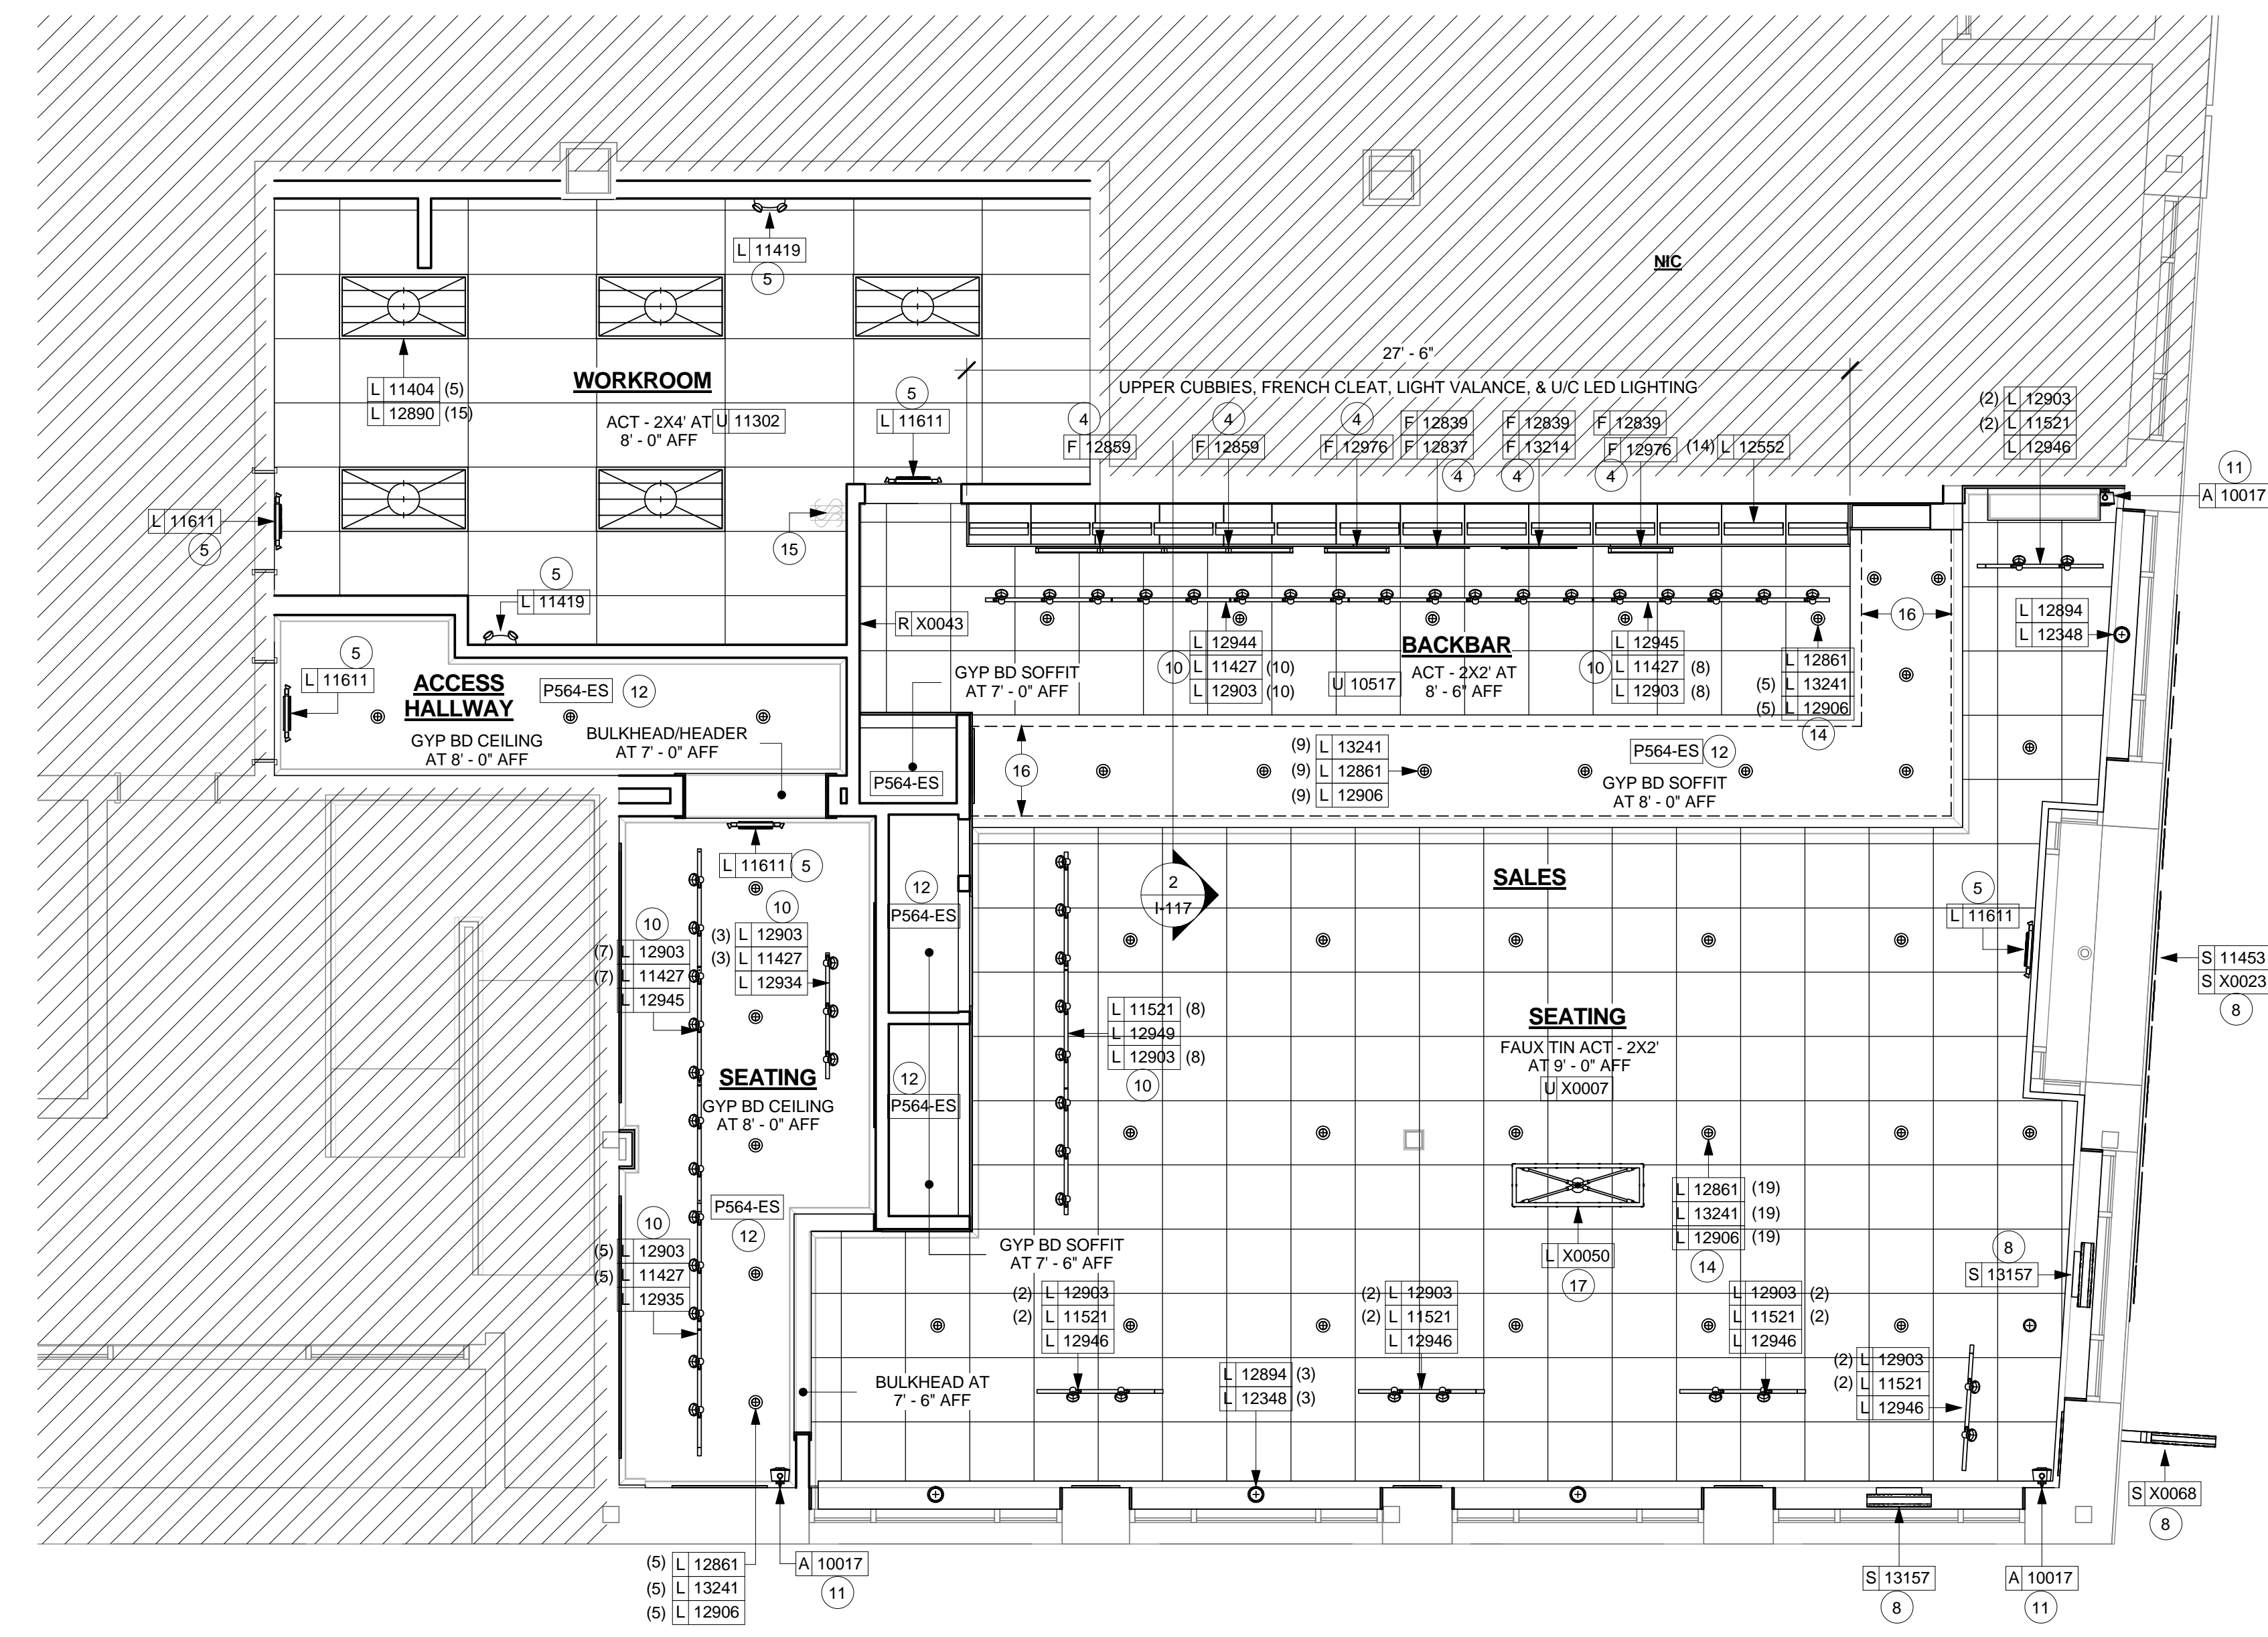 NIC
L 11419
5
27' - 6"
UPPER CUBBIES, FRENCH CLEAT, LIGHT VALANCE, & U/C LED LIGHTING
L 11404 (5)
L 12890 (15)
WORKROOM
ACT - 2X4' AT U 11302
8' - 0" AFF
5
L 11611
4
F 12859
4
F 12859
4
F 12976
F 12839
F 12837
4
F 12839
F 13214
4
F 12839
F 12976
4
(14) L 12552
(2) L 12903
(2) L 11521
L 12946
11
A 10017
L 11611
5
15
5
L 11419
R X0043
16
L 12894
L 12348
5
L 11611
ACCESS
HALLWAY
P564-ES 12
GYP BD CEILING
AT 8' - 0" AFF
BULKHEAD/HEADER
AT 7' - 0" AFF
GYP BD SOFFIT
AT 7' - 0" AFF
10
L 12944
L 11427 (10)
L 12903 (10)
BACKBAR
U 10517
ACT - 2X2' AT
8' - 6" AFF
10
L 12945
L 11427 (8)
L 12903 (8)
L 12861
(5) L 13241
(5) L 12906
14
P564-ES
16
(9) L 13241
(9) L 12861
(9) L 12906
P564-ES 12
GYP BD SOFFIT
AT 8' - 0" AFF
L 11611 5
12
P564-ES
2
I-117
SALES
5
L 11611
10
(7) L 12903
(7) L 11427
L 12945
10
(3) L 12903
(3) L 11427
L 12934
S 11453
S X0023
8
L 11521 (8)
L 12949
L 12903 (8)
10
SEATING
FAUX TIN ACT - 2X2'
AT 9' - 0" AFF
U X0007
SEATING
GYP BD CEILING
AT 8' - 0" AFF
12
P564-ES
P564-ES
12
10
(5) L 12903
(5) L 11427
L 12935
GYP BD SOFFIT
AT 7' - 6" AFF
L 12861 (19)
L 13241 (19)
L 12906 (19)
14
L X0050
17
8
S 13157
(2) L 12903
(2) L 11521
L 12946
(2) L 12903
(2) L 11521
L 12946
L 12903 (2)
L 11521 (2)
L 12946
BULKHEAD AT
7' - 6" AFF
L 12894 (3)
L 12348 (3)
(2) L 12903
(2) L 11521
L 12946
S X0068
8
(5) L 12861
(5) L 13241
(5) L 12906
A 10017
11
S 13157
8
A 10017
11